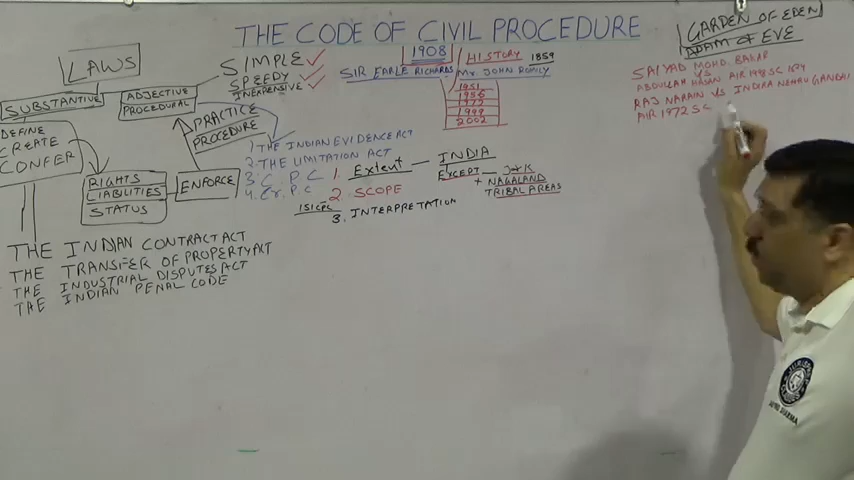 THE CODE OF CIVIL PROCEDURE
1908
GARDEN OF EDEN
ADAM OF EVE
LAWS
SUBSTANTIVE
ADJECTIVE
PROCEDURAL
SIMPLE
SPEEDY
INEXPENSIVE
HISTORY 1859
SIR EARLE RICHARDS
Mr. JOHN ROMILY
1951
1956
1972
1998
2002
SAIYAD MOHD. BAKAR
VS
ABDULLAH HASAN AIR 1998 SC
RAJ NARAIN VS INDIRA NEHRU GANDHI
AIR 1972 SC
DEFINE
CREATE
CONFER
PRACTICE
PROCEDURE
RIGHTS
LIABILITIES
STATUS
ENFORCE
1. THE INDIAN EVIDENCE ACT
2. THE LIMITATION ACT
3. C. P. C
4. Cr. P. C
1. Extent — INDIA
EXCEPT — J+K
+ NAGALAND
TRIBAL AREAS
2. SCOPE
151 CPC
3. INTERPRETATION
THE INDIAN CONTRACT ACT
THE TRANSFER OF PROPERTY ACT
THE INDUSTRIAL DISPUTES ACT
THE INDIAN PENAL CODE